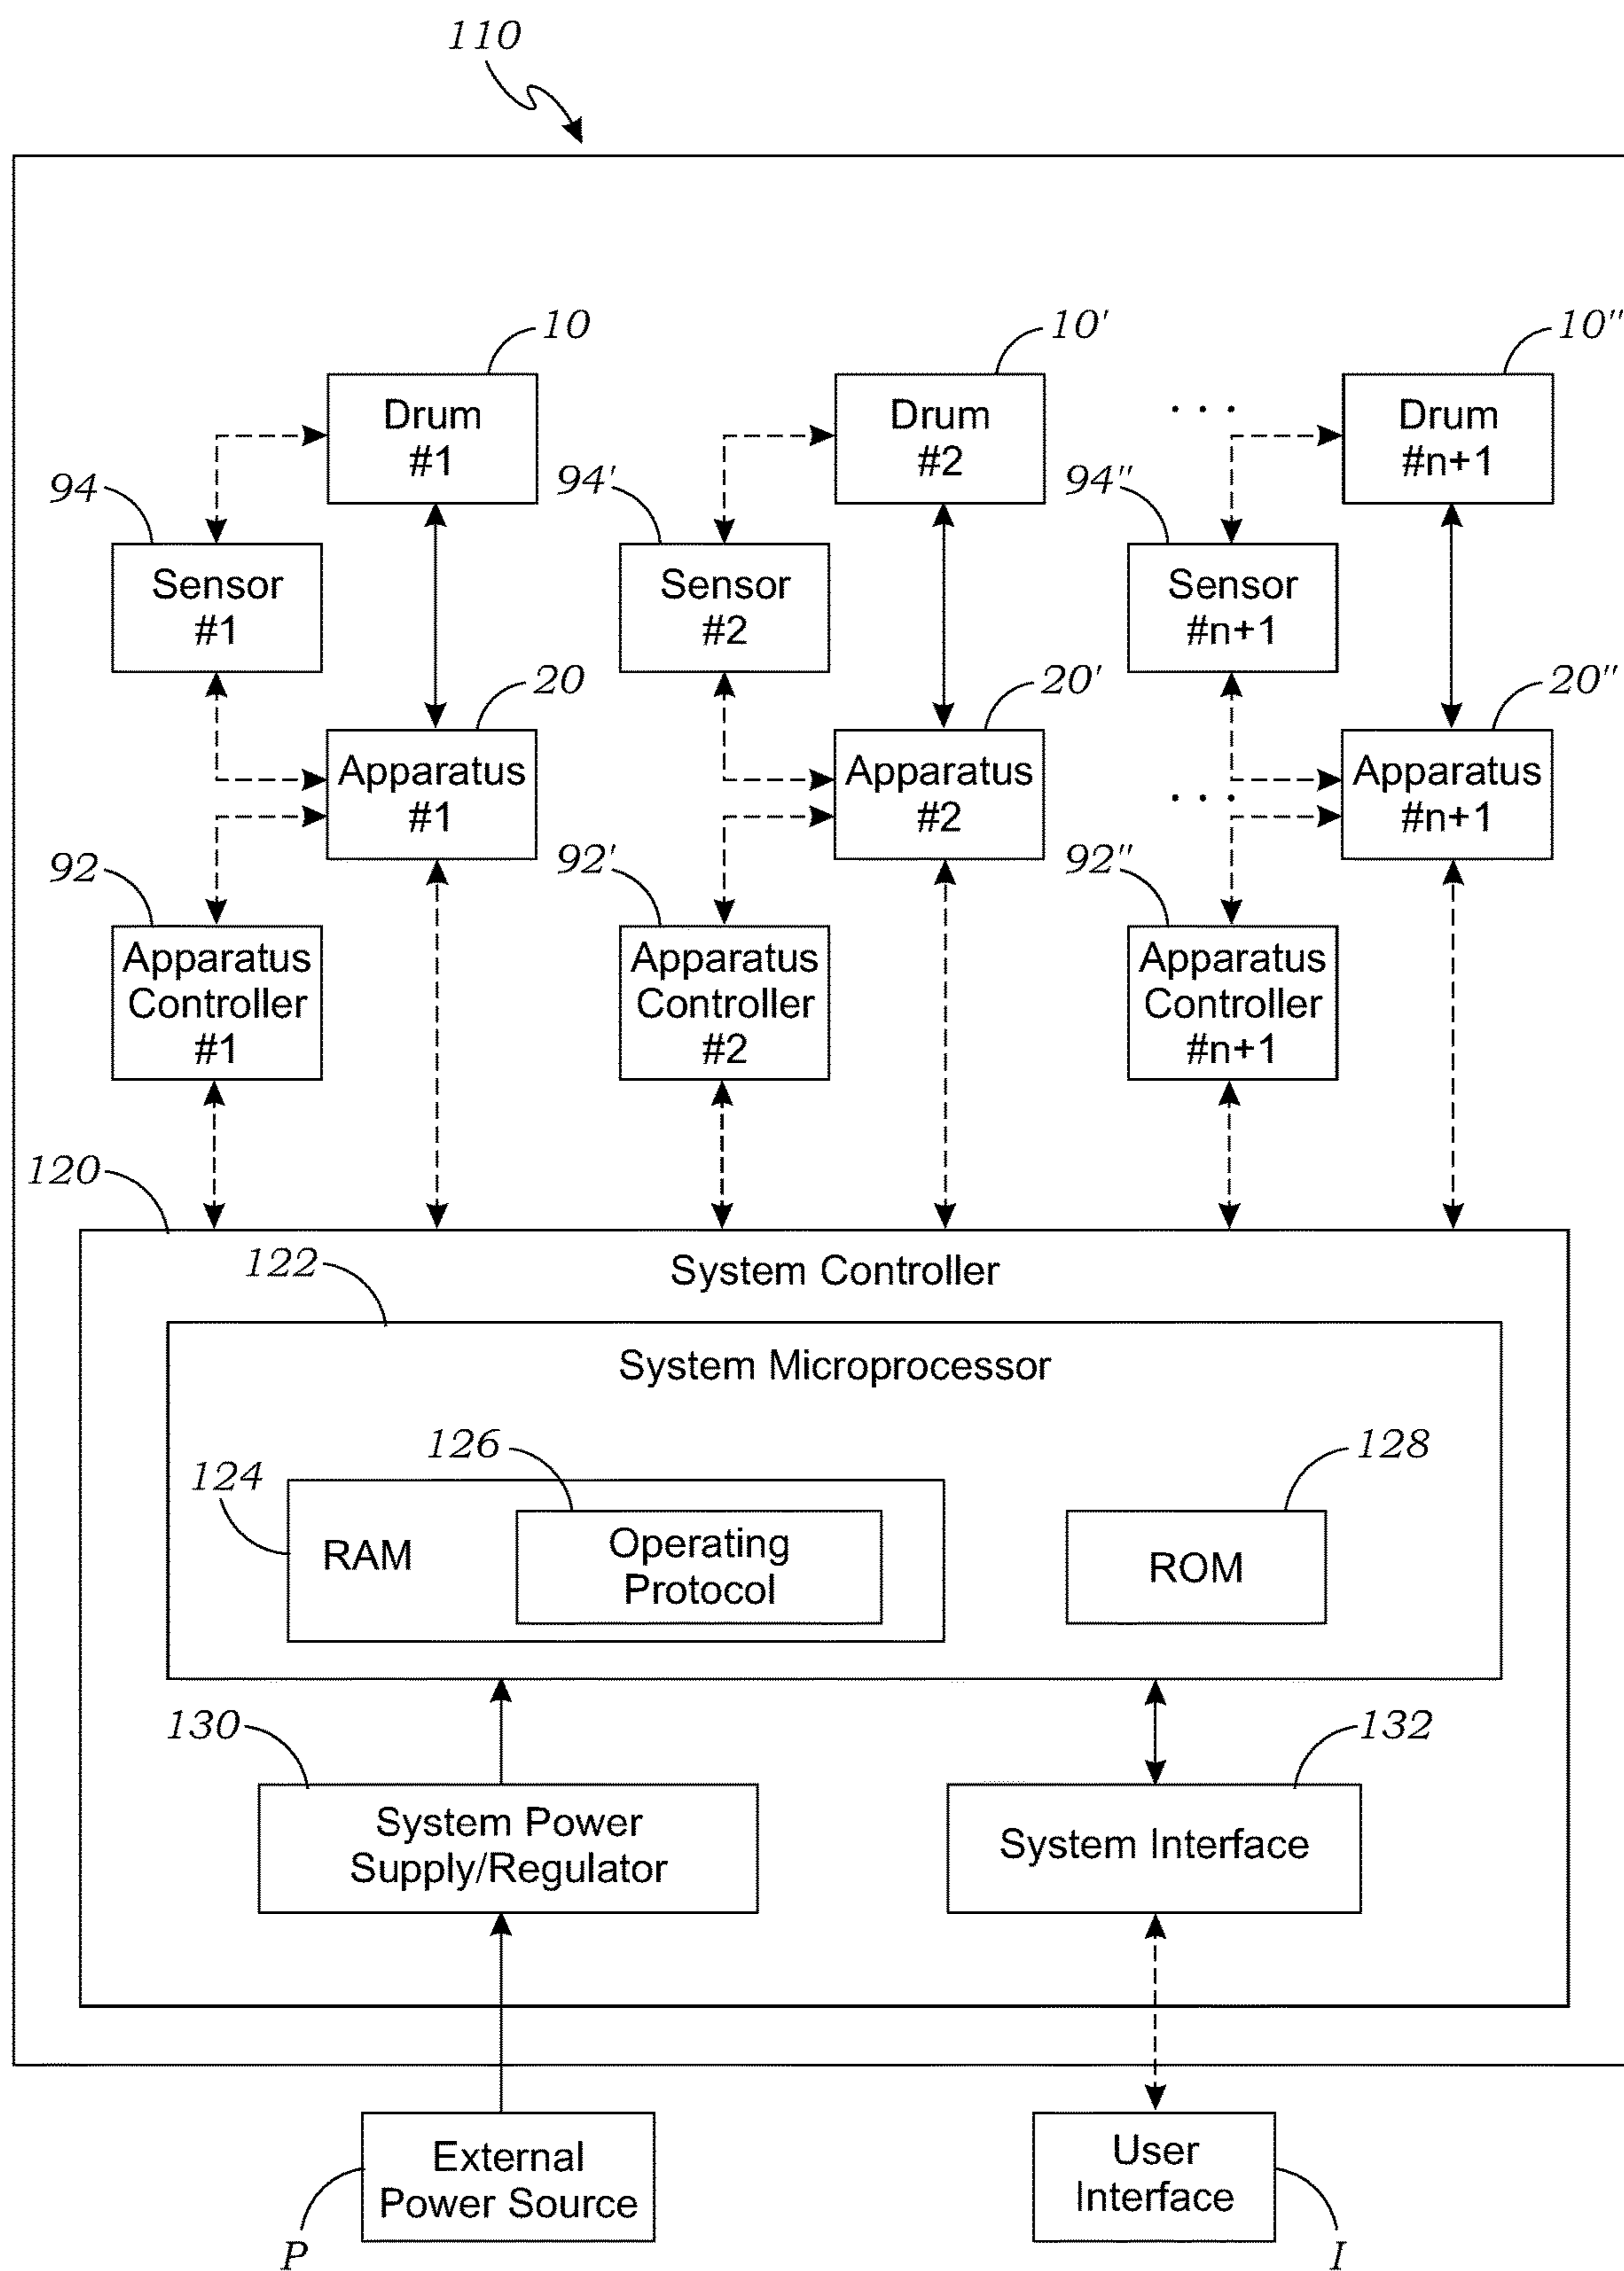 110
10
10'
10"
Drum
#1
Drum
#2
. . .
Drum
#n+1
94
94'
94"
Sensor
#1
Sensor
#2
Sensor
#n+1
20
20'
20"
Apparatus
#1
Apparatus
#2
. . .
Apparatus
#n+1
92
92'
92"
Apparatus
Controller
#1
Apparatus
Controller
#2
Apparatus
Controller
#n+1
120
System Controller
122
System Microprocessor
126
128
124
RAM
Operating
Protocol
ROM
130
132
System Power
Supply/Regulator
System Interface
External
Power Source
User
Interface
P
I